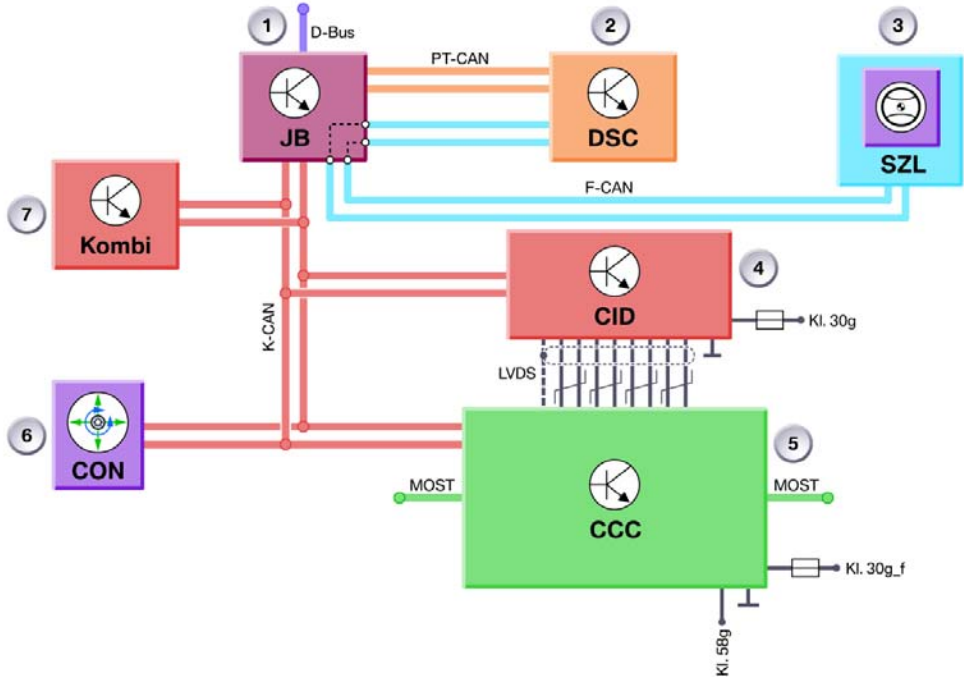 1
D-Bus
2
3
PT-CAN
JB
DSC
SZL
F-CAN
7
Kombi
4
CID
Kl. 30g
K-CAN
LVDS
6
CON
5
MOST
MOST
CCC
Kl. 30g_f
Kl. 58g